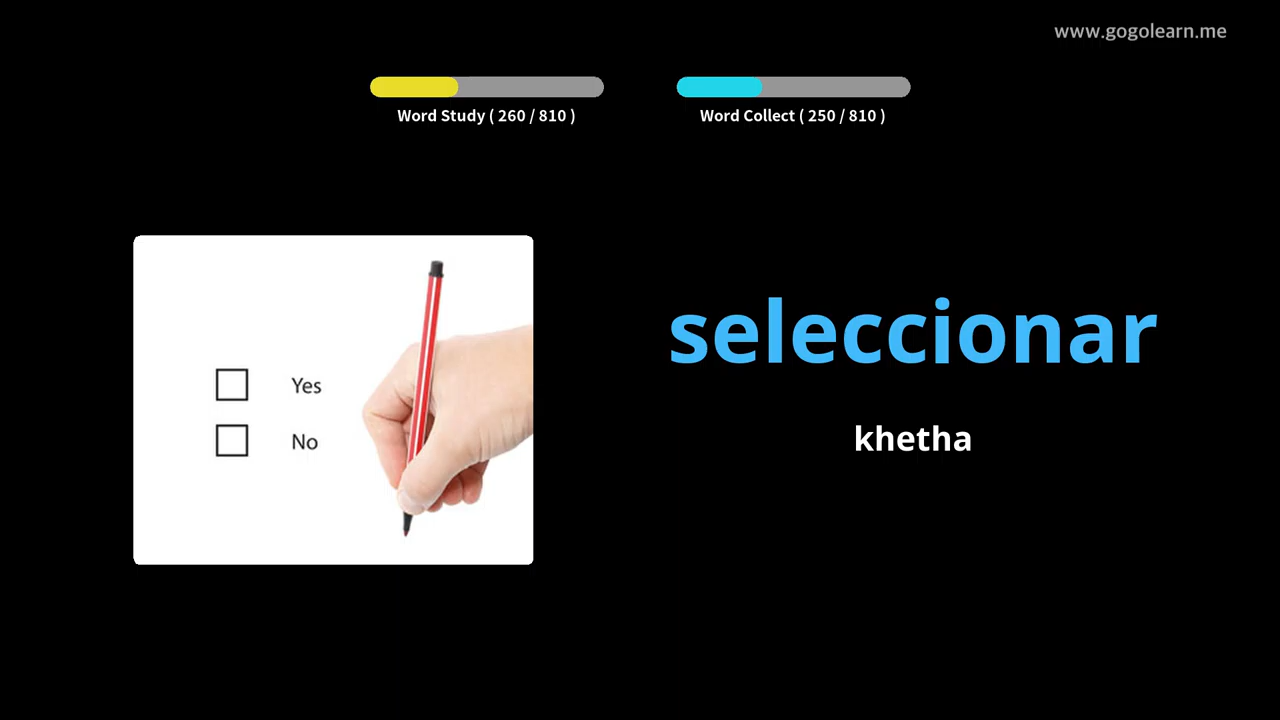 www.gogolearn.me
Word Study ( 260 / 810 )
Word Collect ( 250 / 810 )
Yes
No
seleccionar
khetha